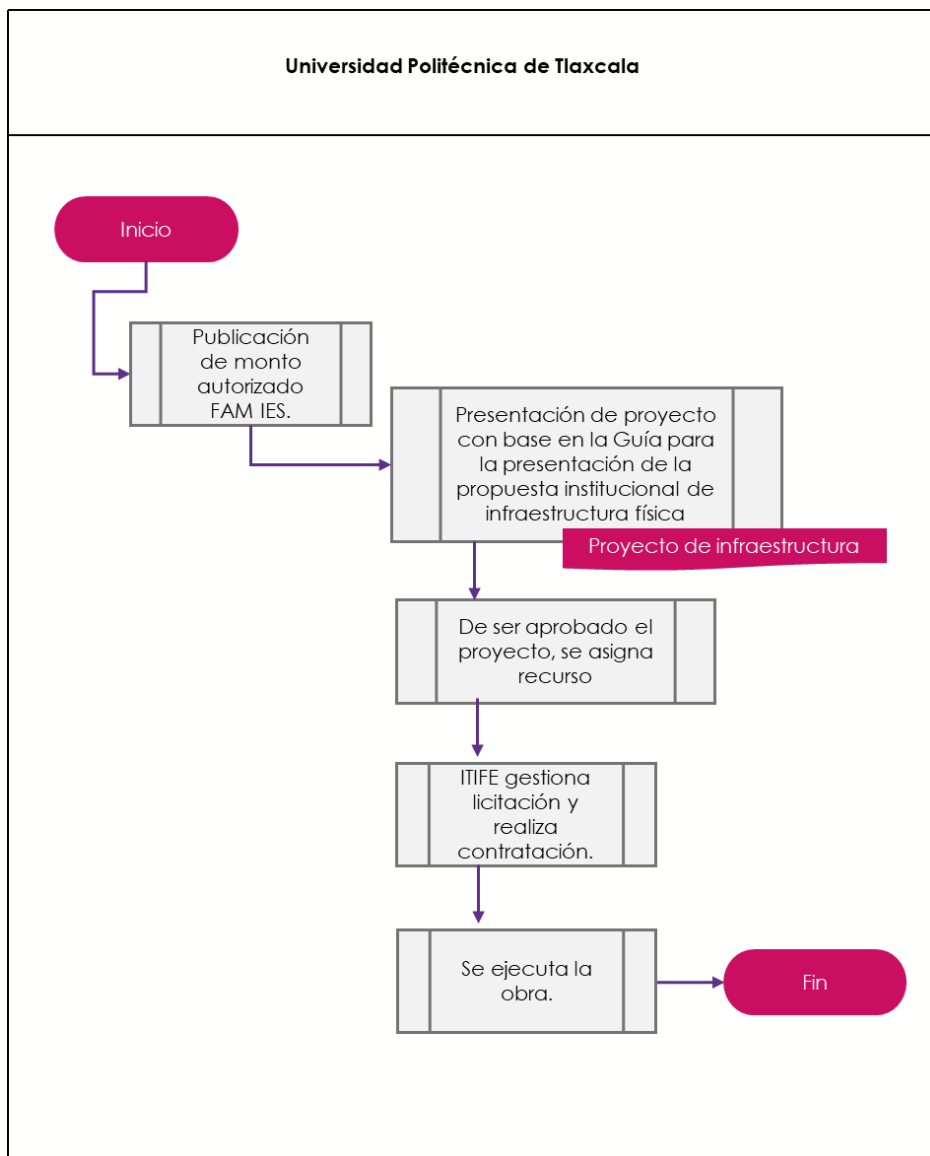 Universidad Politécnica de Tlaxcala
Inicio
Publicación
de monto
autorizado
FAM IES.
Presentación de proyecto
con base en la Guía para
la presentación de la
propuesta institucional de
infraestructura física
Proyecto de infraestructura
De ser aprobado el
proyecto, se asigna
recurso
ITIFE gestiona
licitación y
realiza
contratación.
Se ejecuta la
obra.
Fin